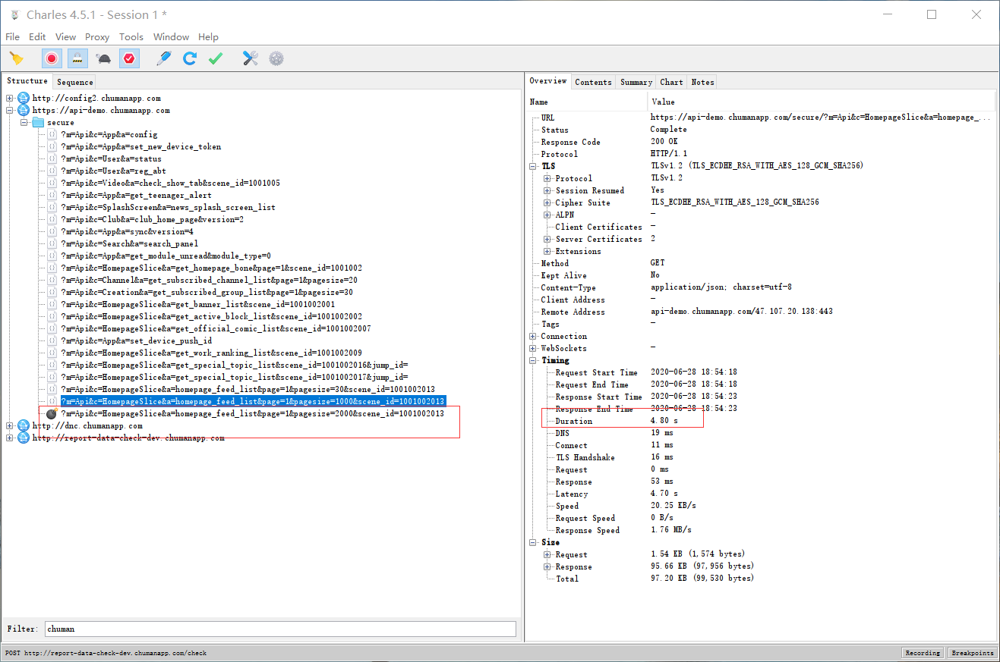 Charles 4.5.1 - Session 1 *
File Edit View Proxy Tools Window Help
Structure Sequence
http://config2.chumanapp.com
https://api-demo.chumanapp.com
secure
?m=Api&c=App&a=config
?m=Api&c=App&a=set_new_device_token
?m=Api&c=User&a=status
?m=Api&c=User&a=reg_abt
?m=Api&c=Video&a=check_show_tab&scene_id=1001005
?m=Api&c=App&a=get_teenager_alert
?m=Api&c=SplashScreen&a=news_splash_screen_list
?m=Api&c=Club&a=club_home_page&version=2
?m=Api&c=App&a=sync&version=4
?m=Api&c=Search&a=search_panel
?m=Api&c=App&a=get_module_unread&module_type=0
?m=Api&c=HomepageSlice&a=get_homepage_bone&page=1&scene_id=1001002
?m=Api&c=Channel&a=get_subscribed_channel_list&page=1&pagesize=20
?m=Api&c=Creation&a=get_subscribed_group_list&page=1&pagesize=30
?m=Api&c=HomepageSlice&a=get_banner_list&scene_id=1001002001
?m=Api&c=HomepageSlice&a=get_active_block_list&scene_id=1001002002
?m=Api&c=HomepageSlice&a=get_official_comic_list&scene_id=1001002007
?m=Api&c=App&a=set_device_push_id
?m=Api&c=HomepageSlice&a=get_work_ranking_list&scene_id=1001002009
?m=Api&c=HomepageSlice&a=get_special_topic_list&scene_id=1001002016&jump_id=
?m=Api&c=HomepageSlice&a=get_special_topic_list&scene_id=1001002017&jump_id=
?m=Api&c=HomepageSlice&a=homepage_feed_list&page=1&pagesize=30&scene_id=1001002013
?m=Api&c=HomepageSlice&a=homepage_feed_list&page=1&pagesize=1000&scene_id=1001002013
?m=Api&c=HomepageSlice&a=homepage_feed_list&page=1&pagesize=2000&scene_id=1001002013
http://dnc.chumanapp.com
http://report-data-check-dev.chumanapp.com
Filter: chuman
Overview Contents Summary Chart Notes
Name Value
URL https://api-demo.chumanapp.com/secure/?m=Api&c=HomepageSlice&a=homepage_...
Status Complete
Response Code 200 OK
Protocol HTTP/1.1
TLS TLSv1.2 (TLS_ECDHE_RSA_WITH_AES_128_GCM_SHA256)
Protocol TLSv1.2
Session Resumed Yes
Cipher Suite TLS_ECDHE_RSA_WITH_AES_128_GCM_SHA256
ALPN -
Client Certificates -
Server Certificates 2
Extensions
Method GET
Kept Alive No
Content-Type application/json; charset=utf-8
Client Address -
Remote Address api-demo.chumanapp.com/47.107.20.138:443
Tags -
Connection
WebSockets -
Timing
Request Start Time 2020-06-28 18:54:18
Request End Time 2020-06-28 18:54:18
Response Start Time 2020-06-28 18:54:23
Response End Time 2020-06-28 18:54:23
Duration 4.80 s
DNS 19 ms
Connect 11 ms
TLS Handshake 16 ms
Request 0 ms
Response 53 ms
Latency 4.70 s
Speed 20.25 KB/s
Request Speed 0 B/s
Response Speed 1.76 MB/s
Size
Request 1.54 KB (1,574 bytes)
Response 95.66 KB (97,956 bytes)
Total 97.20 KB (99,530 bytes)
POST http://report-data-check-dev.chumanapp.com/check
Recording Breakpoints